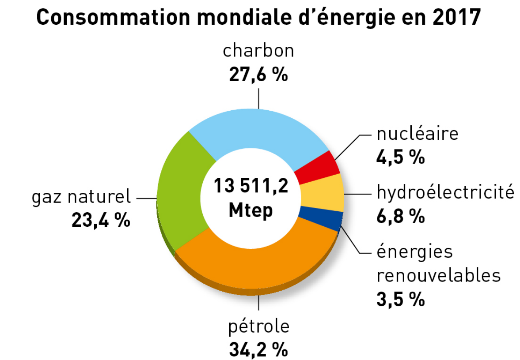 Consommation mondiale d'énergie en 2017
charbon
27,6 %
nucléaire
4,5 %
13 511,2
Mtep
hydroélectricité
6,8 %
gaz naturel
23,4 %
énergies
renouvelables
3,5 %
pétrole
34,2 %